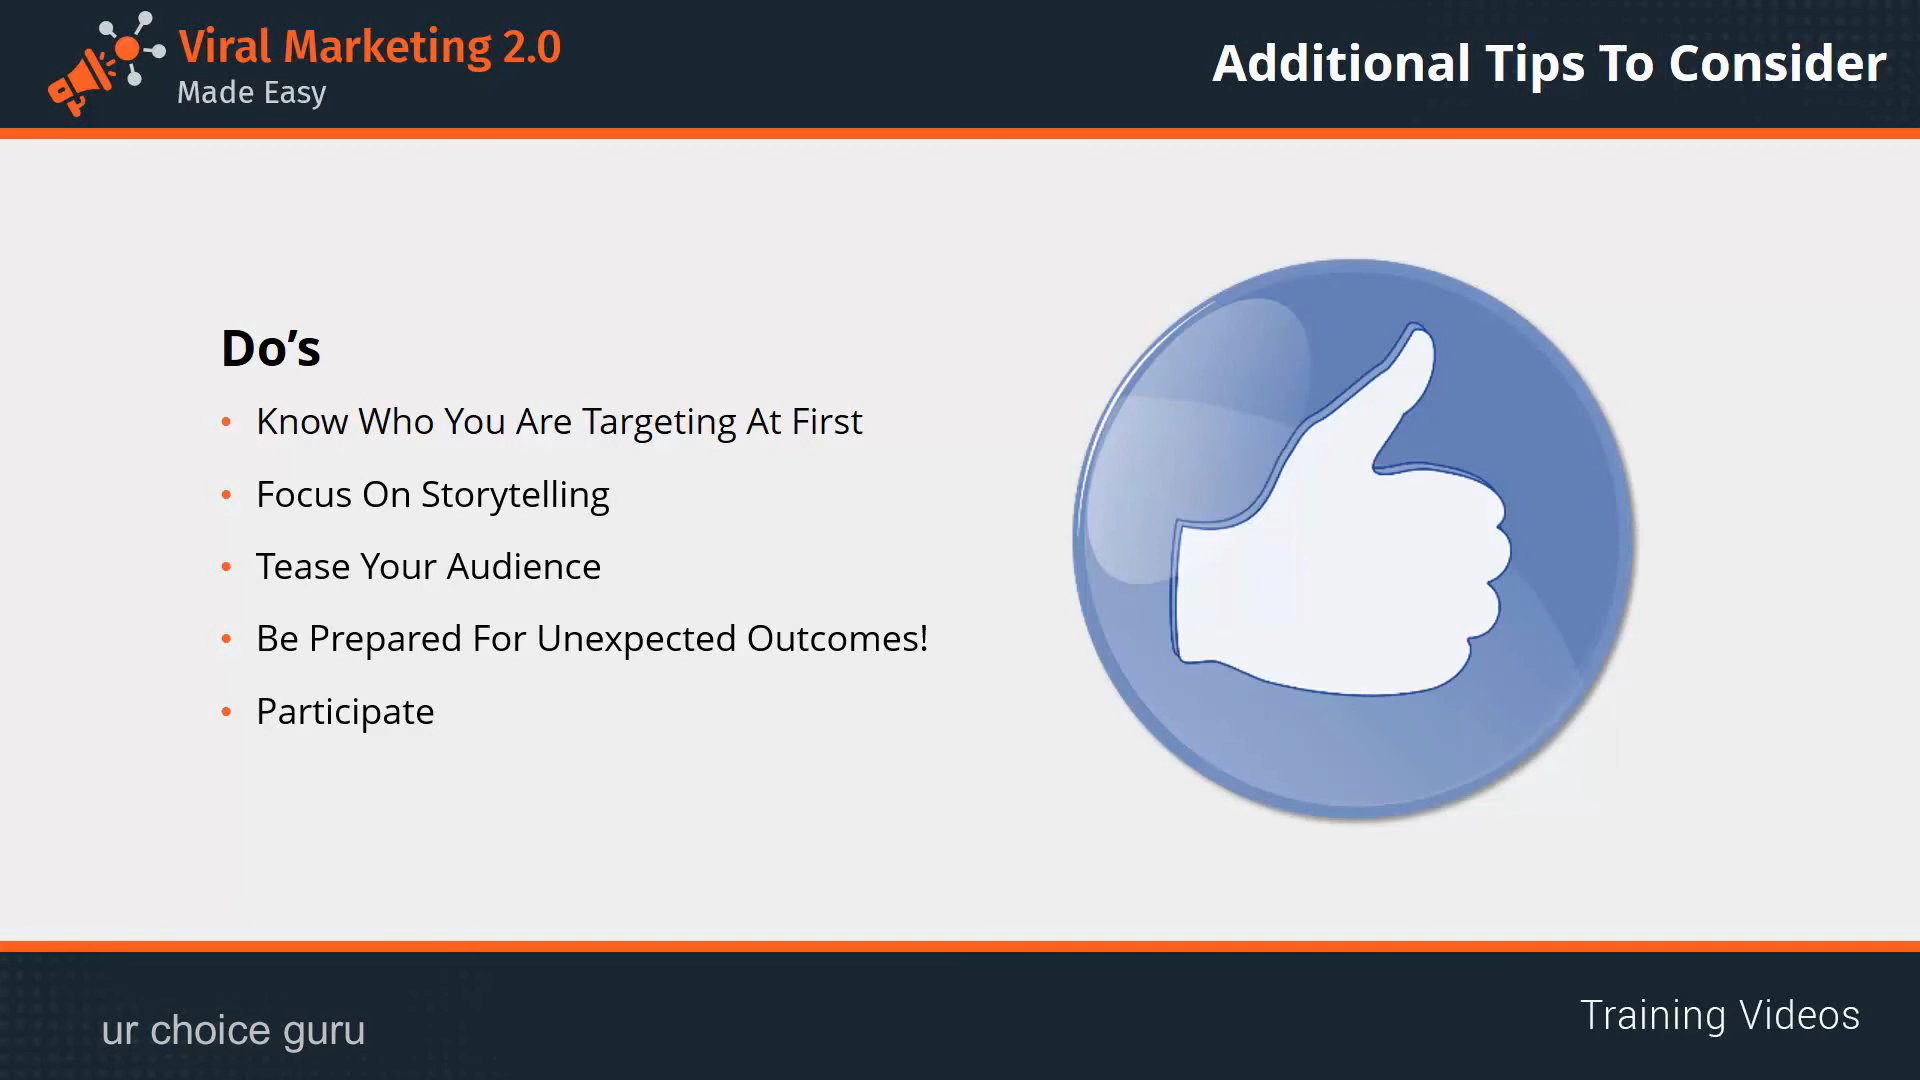 Viral Marketing 2.0
Made Easy
Additional Tips To Consider
Do’s
• Know Who You Are Targeting At First
• Focus On Storytelling
• Tease Your Audience
• Be Prepared For Unexpected Outcomes!
• Participate
ur choice guru
Training Videos